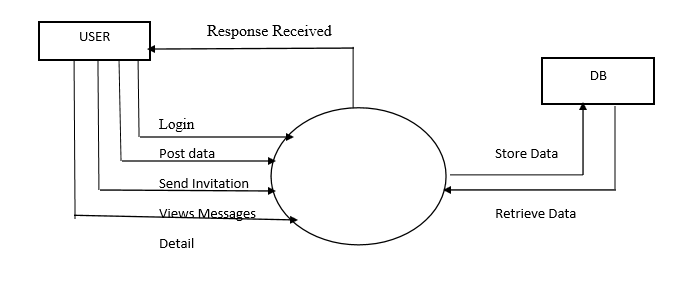 Response Received
USER
DB
Login
Post data
Store Data
Send Invitation
Views Messages
Retrieve Data
Detail